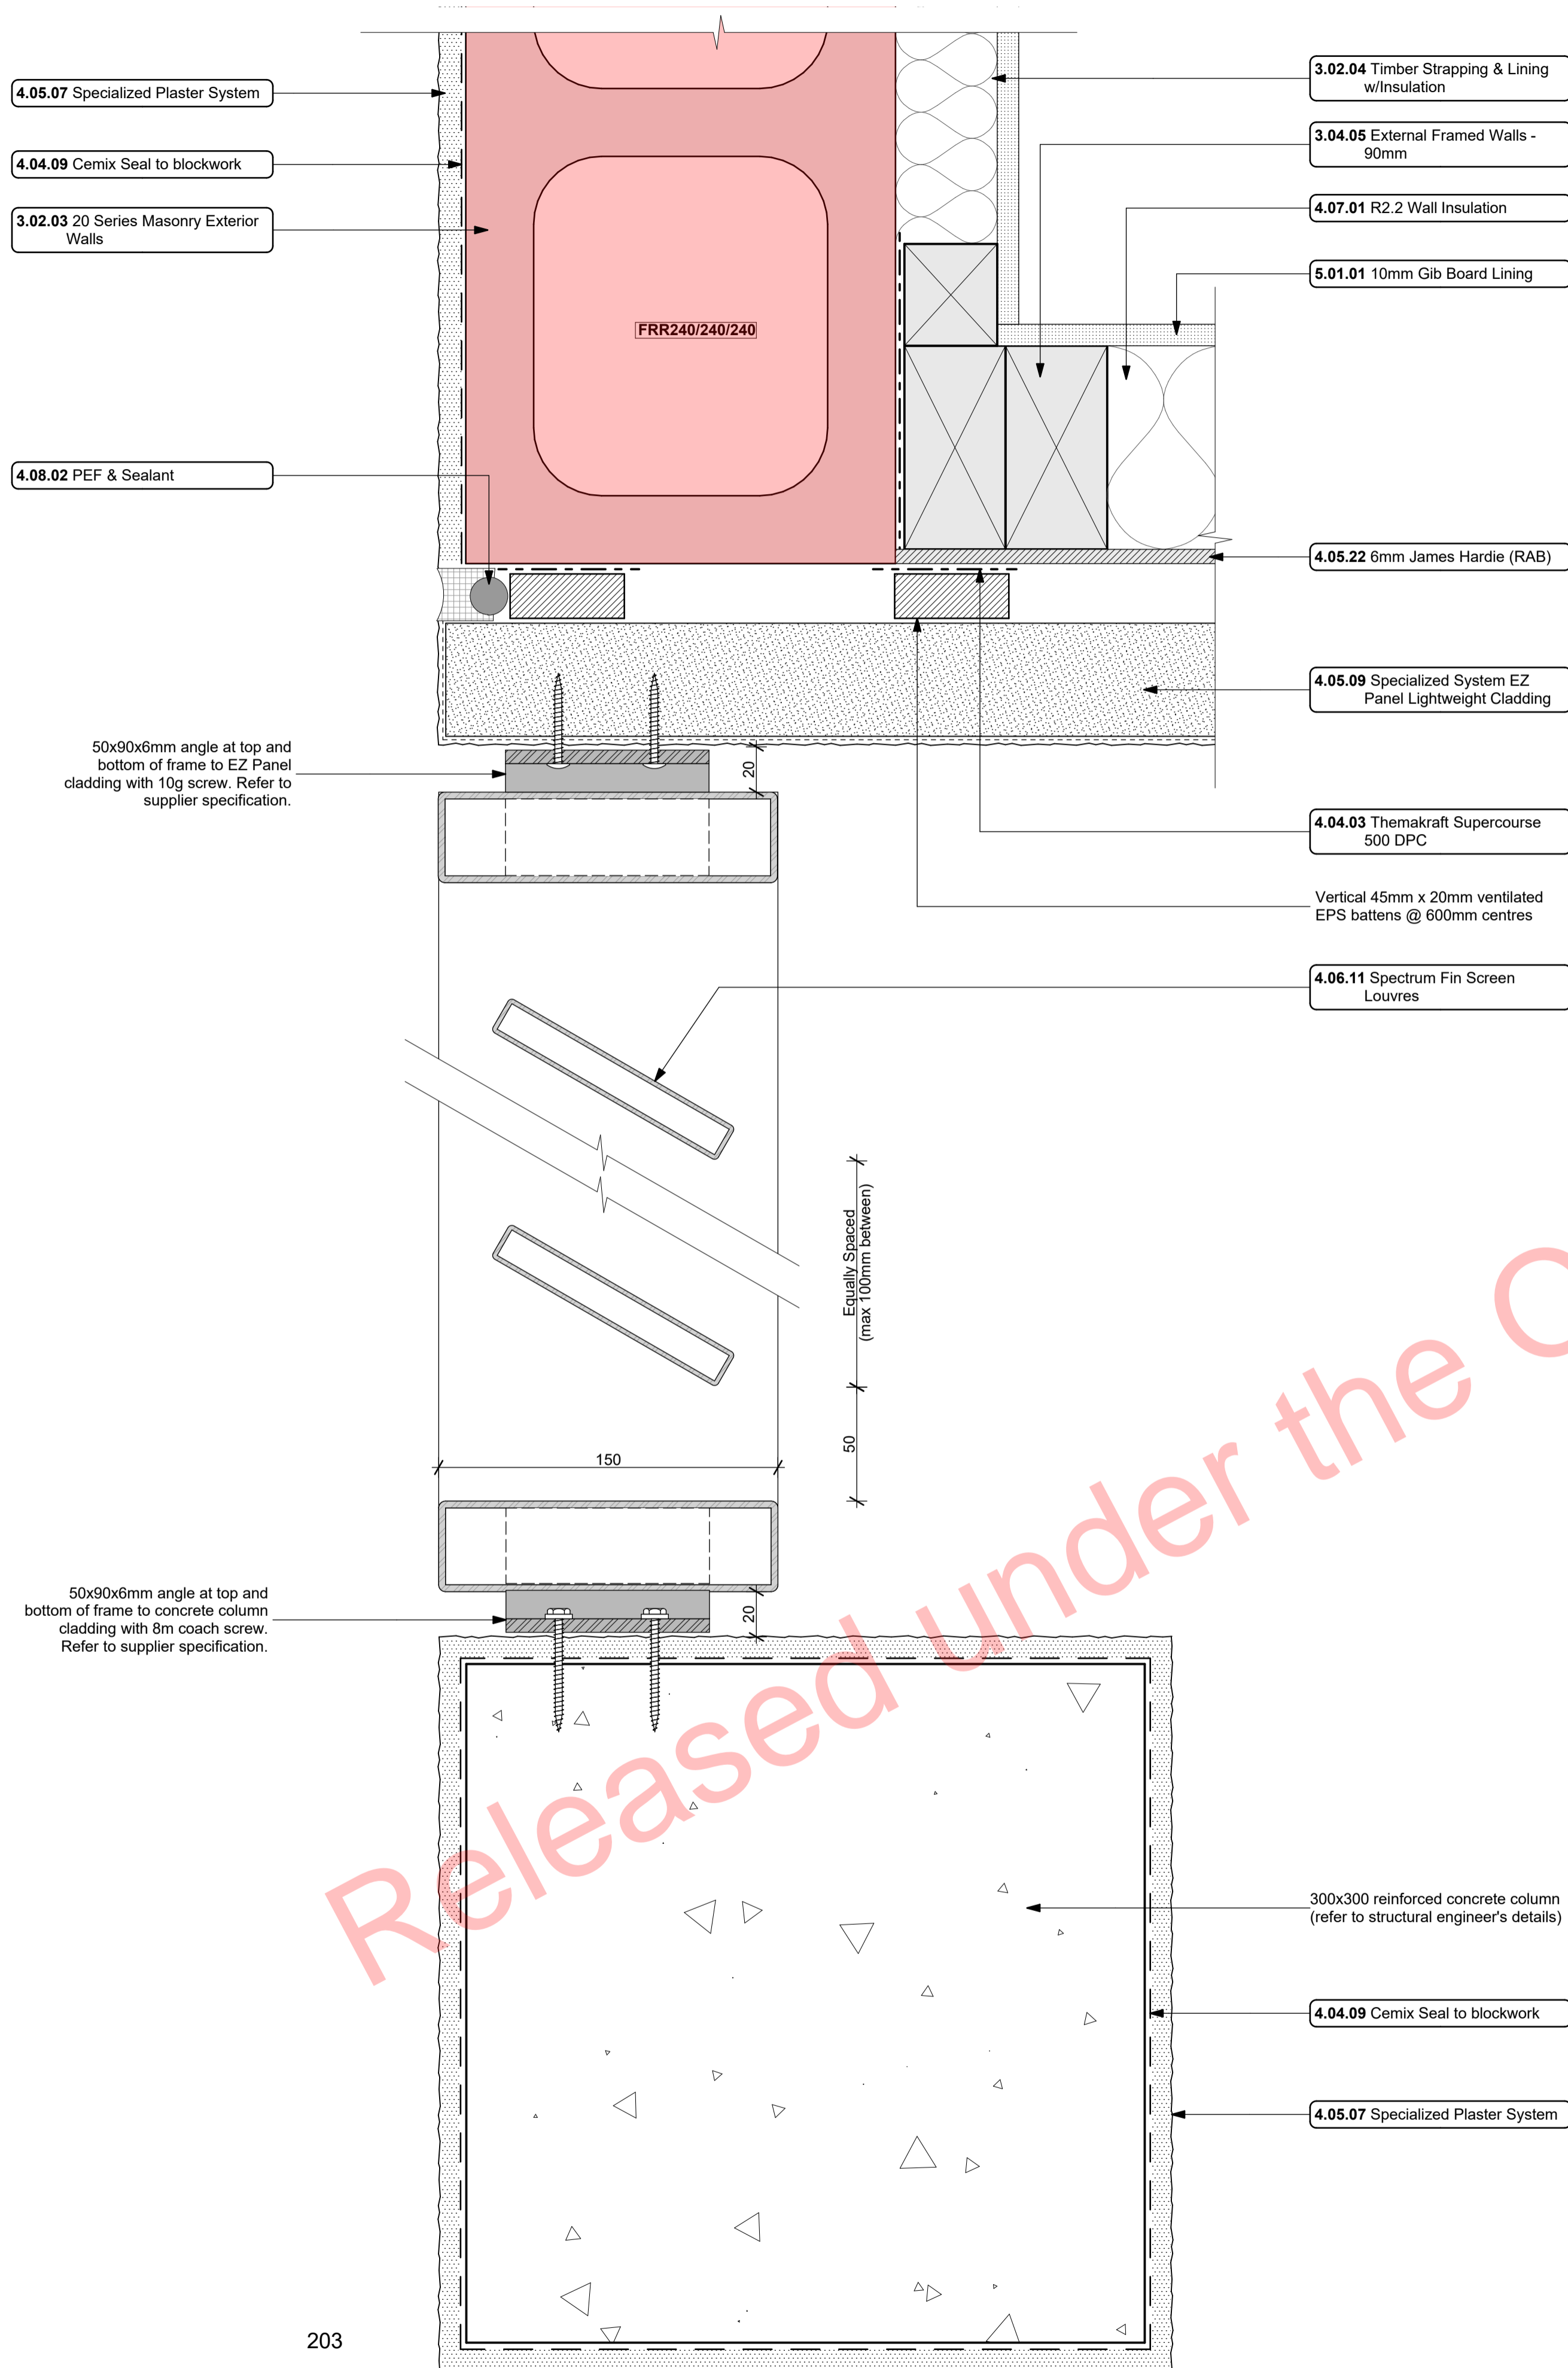 4.05.07 Specialized Plaster System
4.04.09 Cemix Seal to blockwork
3.02.03 20 Series Masonry Exterior
Walls
4.08.02 PEF & Sealant
50x90x6mm angle at top and
bottom of frame to EZ Panel
cladding with 10g screw. Refer to
supplier specification.
50x90x6mm angle at top and
bottom of frame to concrete column
cladding with 8m coach screw.
Refer to supplier specification.
203
FRR240/240/240
20
Equally Spaced
(max 100mm between)
50
150
20
3.02.04 Timber Strapping & Lining
w/Insulation
3.04.05 External Framed Walls -
90mm
4.07.01 R2.2 Wall Insulation
5.01.01 10mm Gib Board Lining
4.05.22 6mm James Hardie (RAB)
4.05.09 Specialized System EZ
Panel Lightweight Cladding
4.04.03 Themakraft Supercourse
500 DPC
Vertical 45mm x 20mm ventilated
EPS battens @ 600mm centres
4.06.11 Spectrum Fin Screen
Louvres
300x300 reinforced concrete column
(refer to structural engineer's details)
4.04.09 Cemix Seal to blockwork
4.05.07 Specialized Plaster System
Released under the O